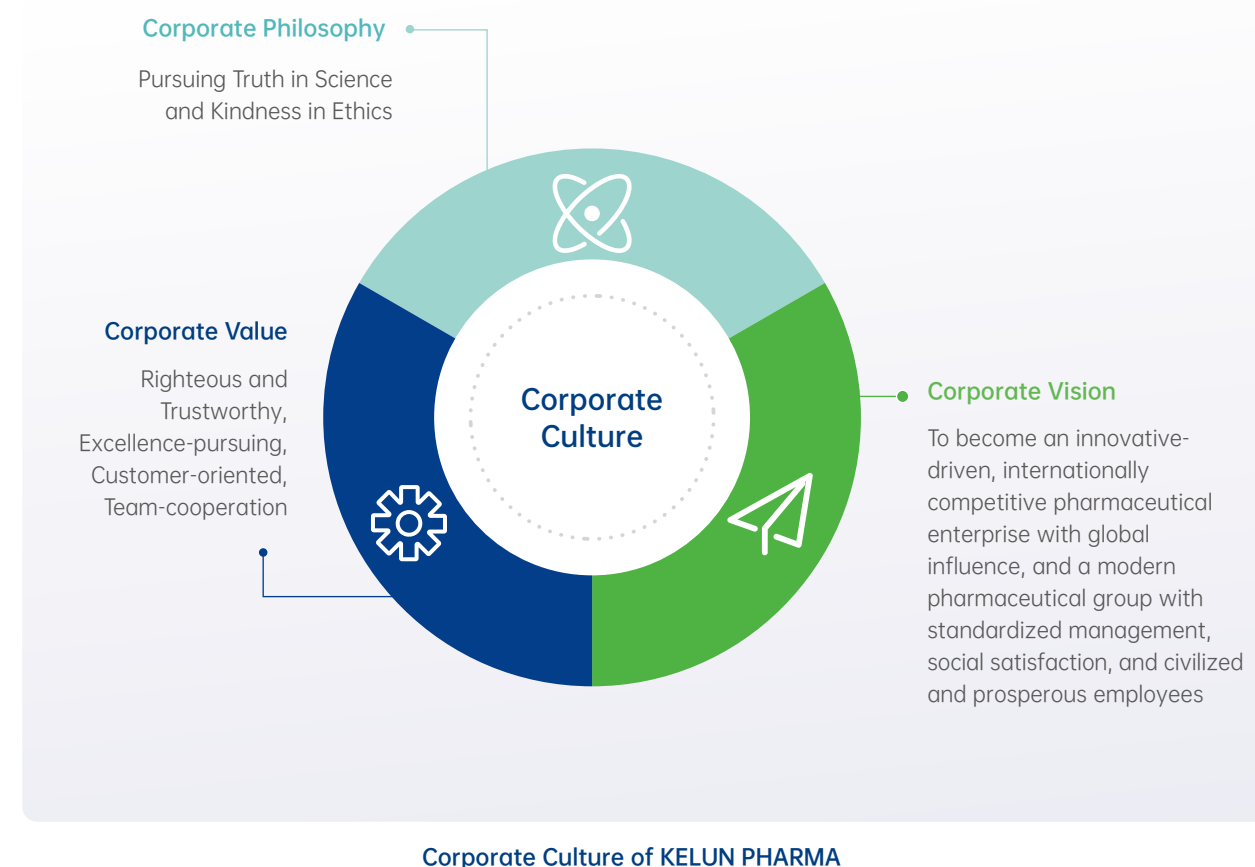 Corporate Philosophy
Pursuing Truth in Science
and Kindness in Ethics
Corporate Value
Righteous and
Trustworthy,
Excellence-pursuing,
Customer-oriented,
Team-cooperation
Corporate
Culture
Corporate Vision
To become an innovative-
driven, internationally
competitive pharmaceutical
enterprise with global
influence, and a modern
pharmaceutical group with
standardized management,
social satisfaction, and civilized
and prosperous employees
Corporate Culture of KELUN PHARMA